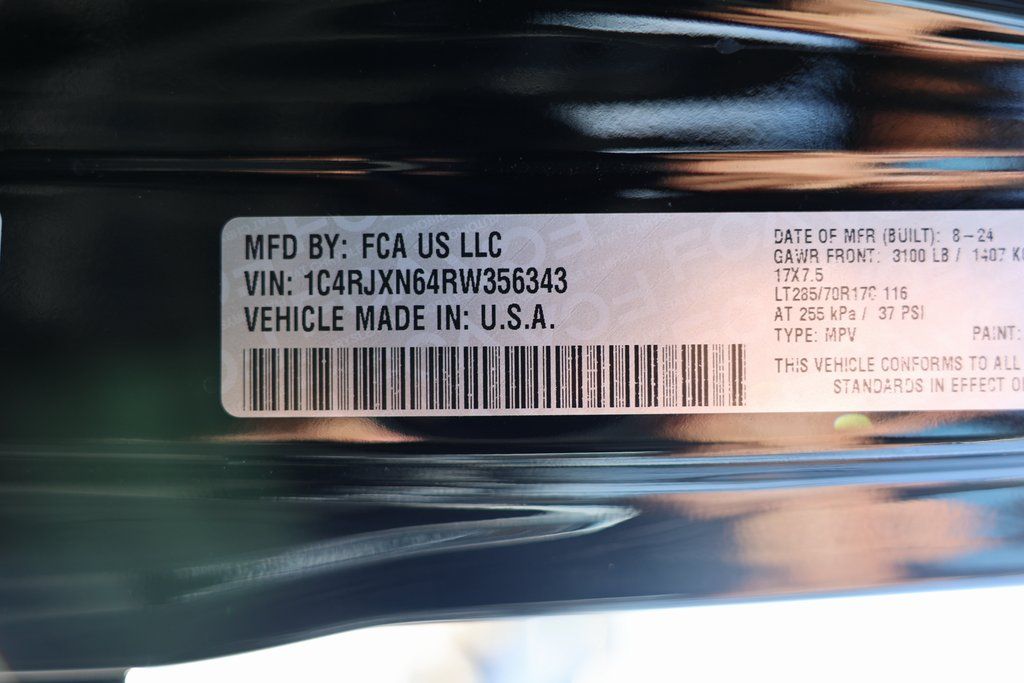 MFD BY: FCA US LLC
VIN: 1C4RJXN64RW356343
VEHICLE MADE IN: U.S.A.
DATE OF MFR (BUILT): 8-24
GAWR FRONT: 3100 LB / 1407 K
17X7.5
LT285/70R17C 116
AT 255 kPa / 37 PSI
TYPE: MPV PAINT:
THIS VEHICLE CONFORMS TO ALL
STANDARDS IN EFFECT O